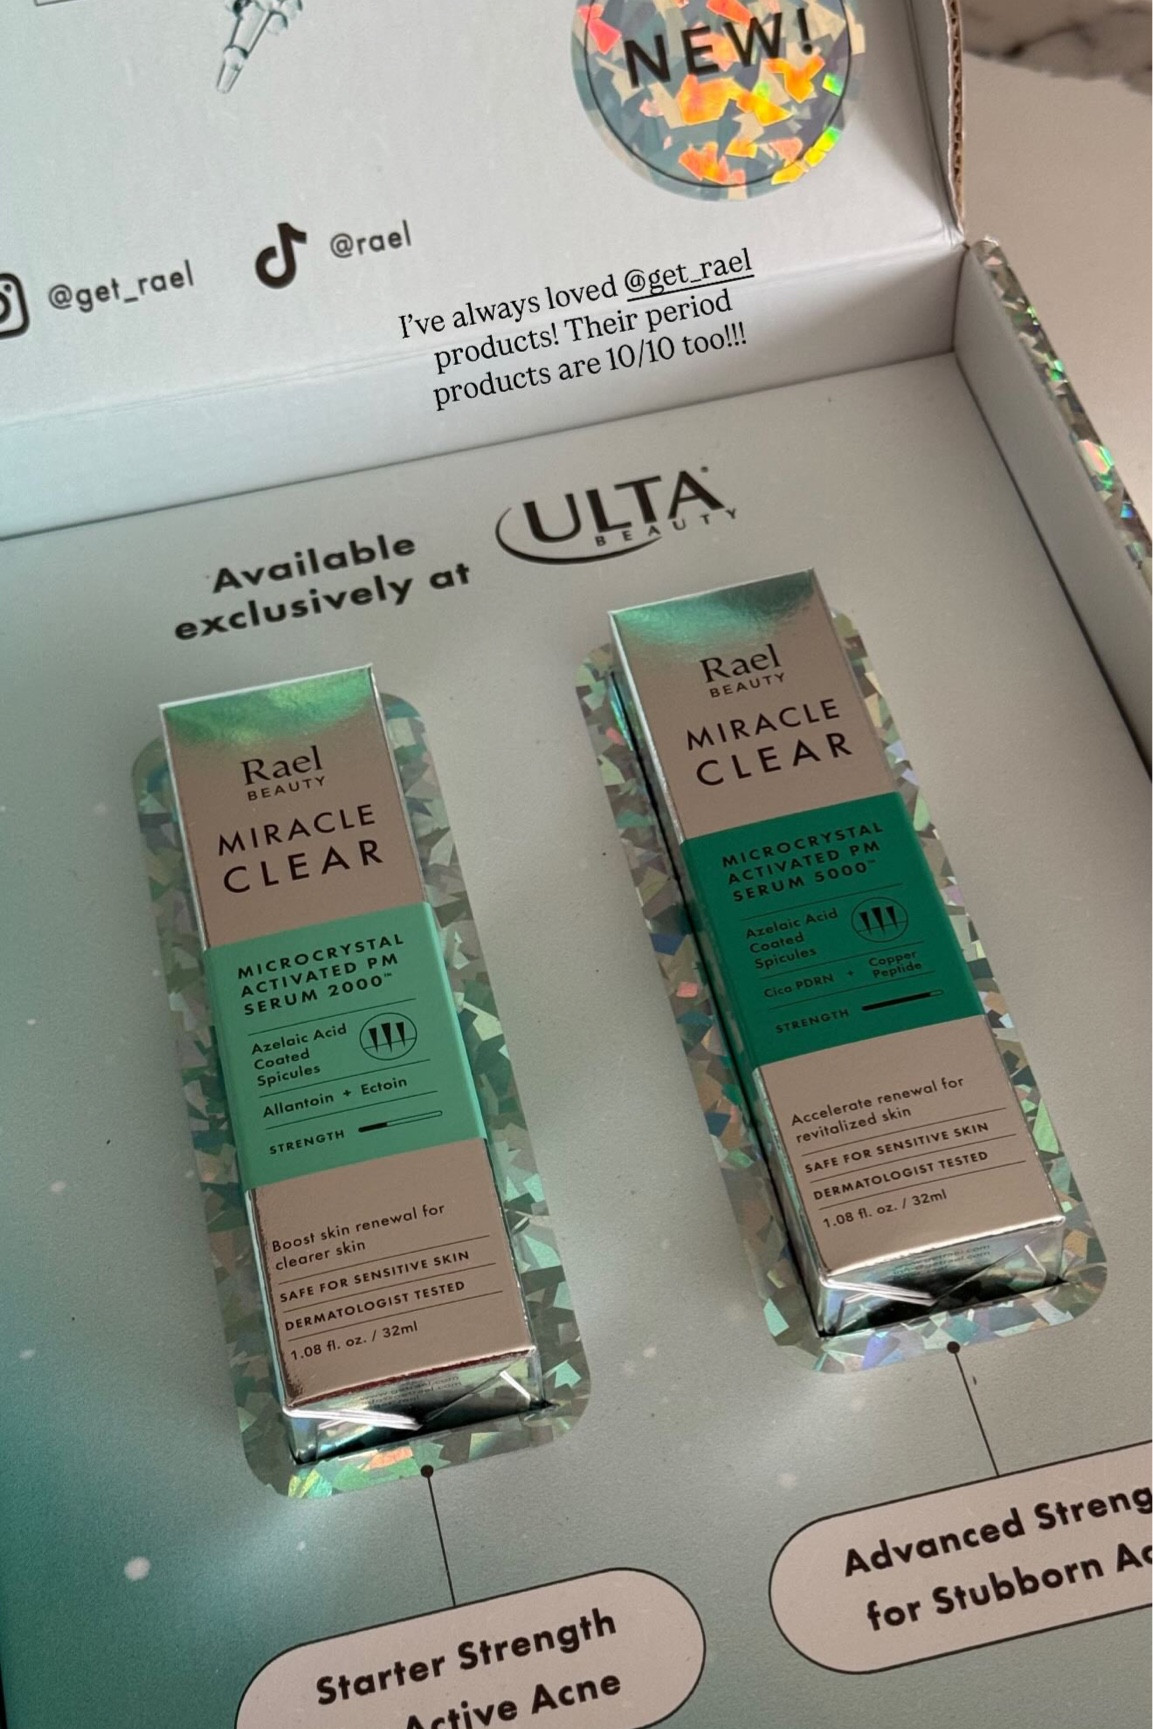 NEW!
@get_rael
@rael
I've always loved @get_rael
products! Their period
products are 10/10 too!!!
Available
exclusively at
ULTA
BEAUTY
Rael
BEAUTY
MIRACLE
CLEAR
MICROCRYSTAL
ACTIVATED PM
SERUM 2000™
Azelaic Acid
Coated
Spicules
Allantoin + Ectoin
STRENGTH
Boost skin renewal for
clearer skin
SAFE FOR SENSITIVE SKIN
DERMATOLOGIST TESTED
1.08 fl. oz. / 32ml
Rael
BEAUTY
MIRACLE
CLEAR
MICROCRYSTAL
ACTIVATED PM
SERUM 5000™
Azelaic Acid
Coated
Spicules
Cica PDRN + Copper
Peptide
STRENGTH
Accelerate renewal for
revitalized skin
SAFE FOR SENSITIVE SKIN
DERMATOLOGIST TESTED
1.08 fl. oz. / 32ml
Starter Strength
Active Acne
Advanced Streng
for Stubborn Ac